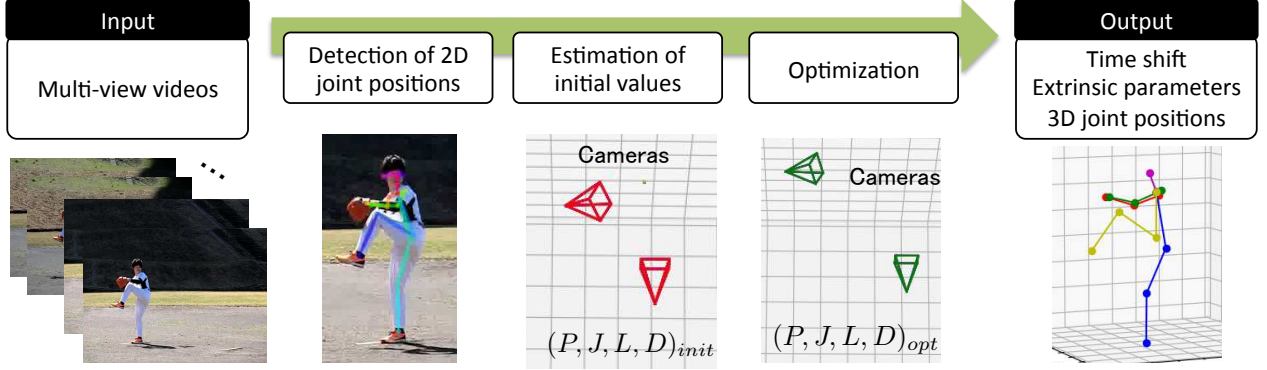 Input
Multi-view videos
Detection of 2D
joint positions
Estimation of
initial values
Optimization
Output
Time shift
Extrinsic parameters
3D joint positions
Cameras
Cameras
(P, J, L, D)_{init}
(P, J, L, D)_{opt}